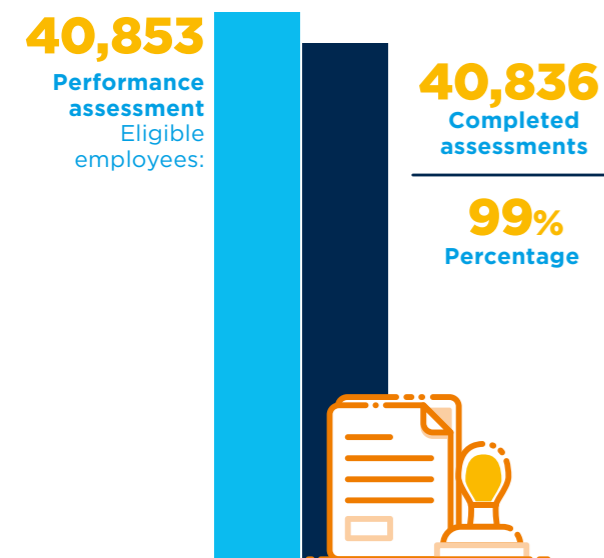 40,853
Performance
assessment
Eligible
employees:
40,836
Completed
assessments
99%
Percentage